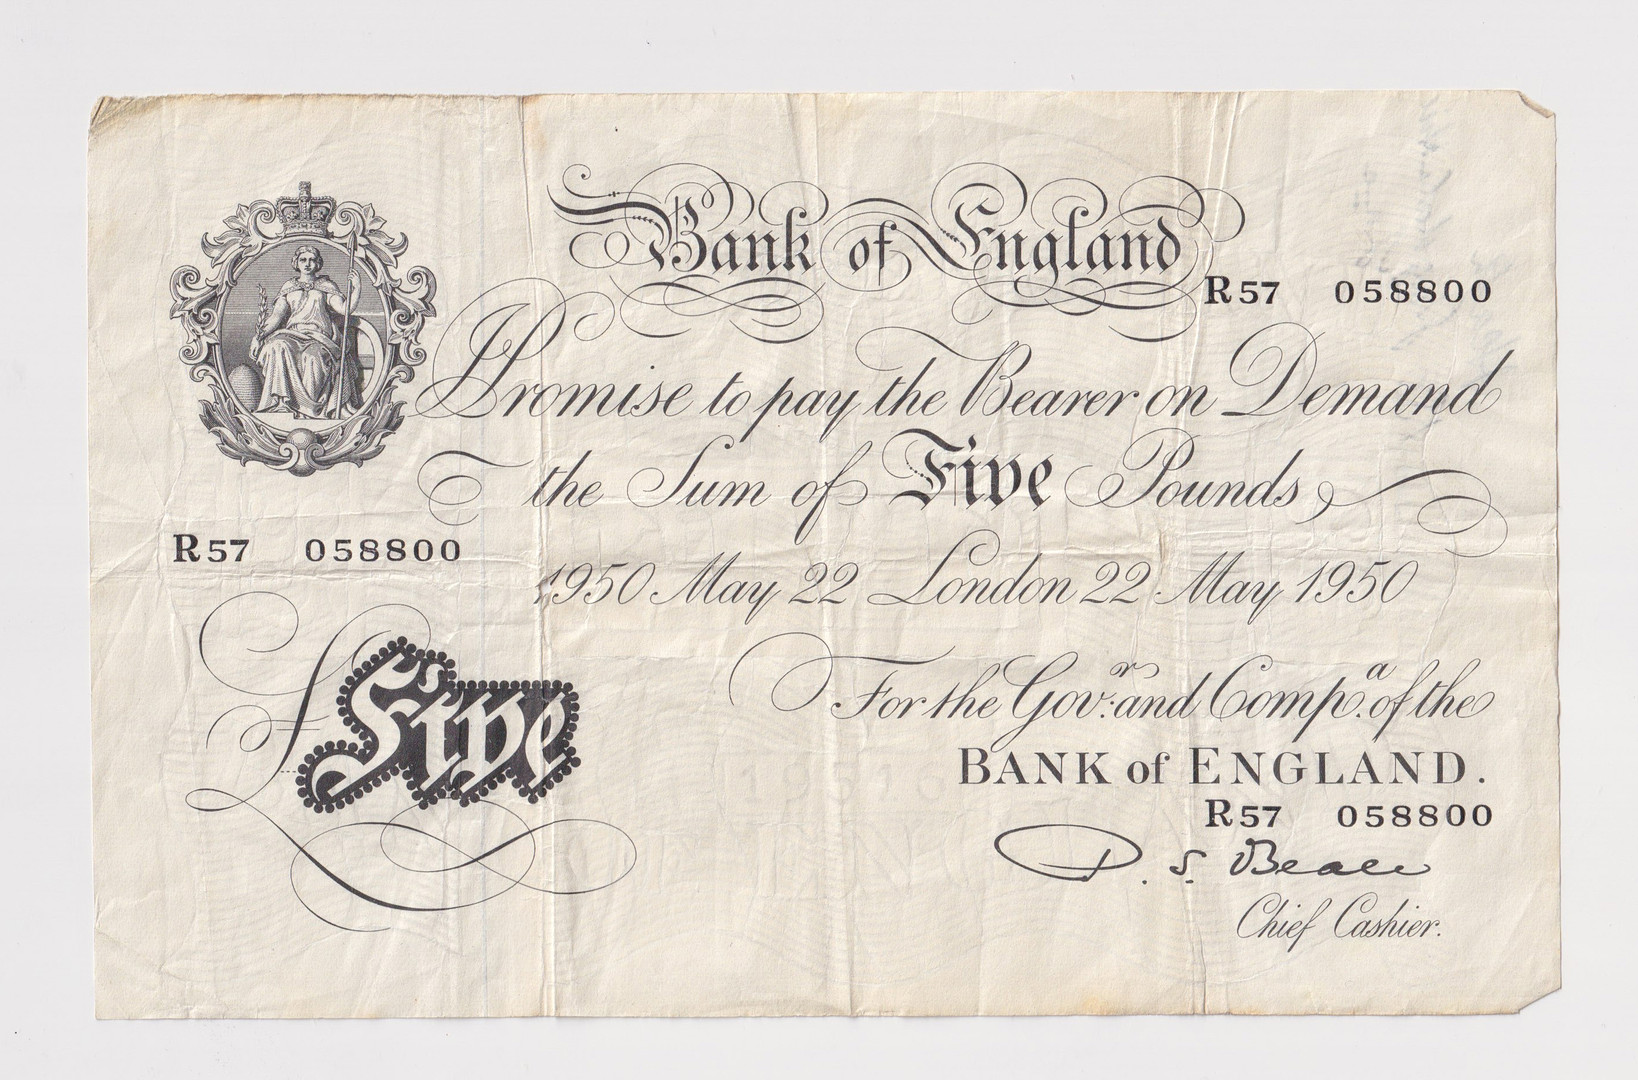 Bank of England
R57 058800
Promise to pay the Bearer on Demand
the Sum of Five Pounds
R57 058800
1950 May 22 London 22 May 1950
For the Gov.r and Comp.a of the
BANK of ENGLAND.
£Five
R57 058800
P. S. Beale
Chief Cashier.